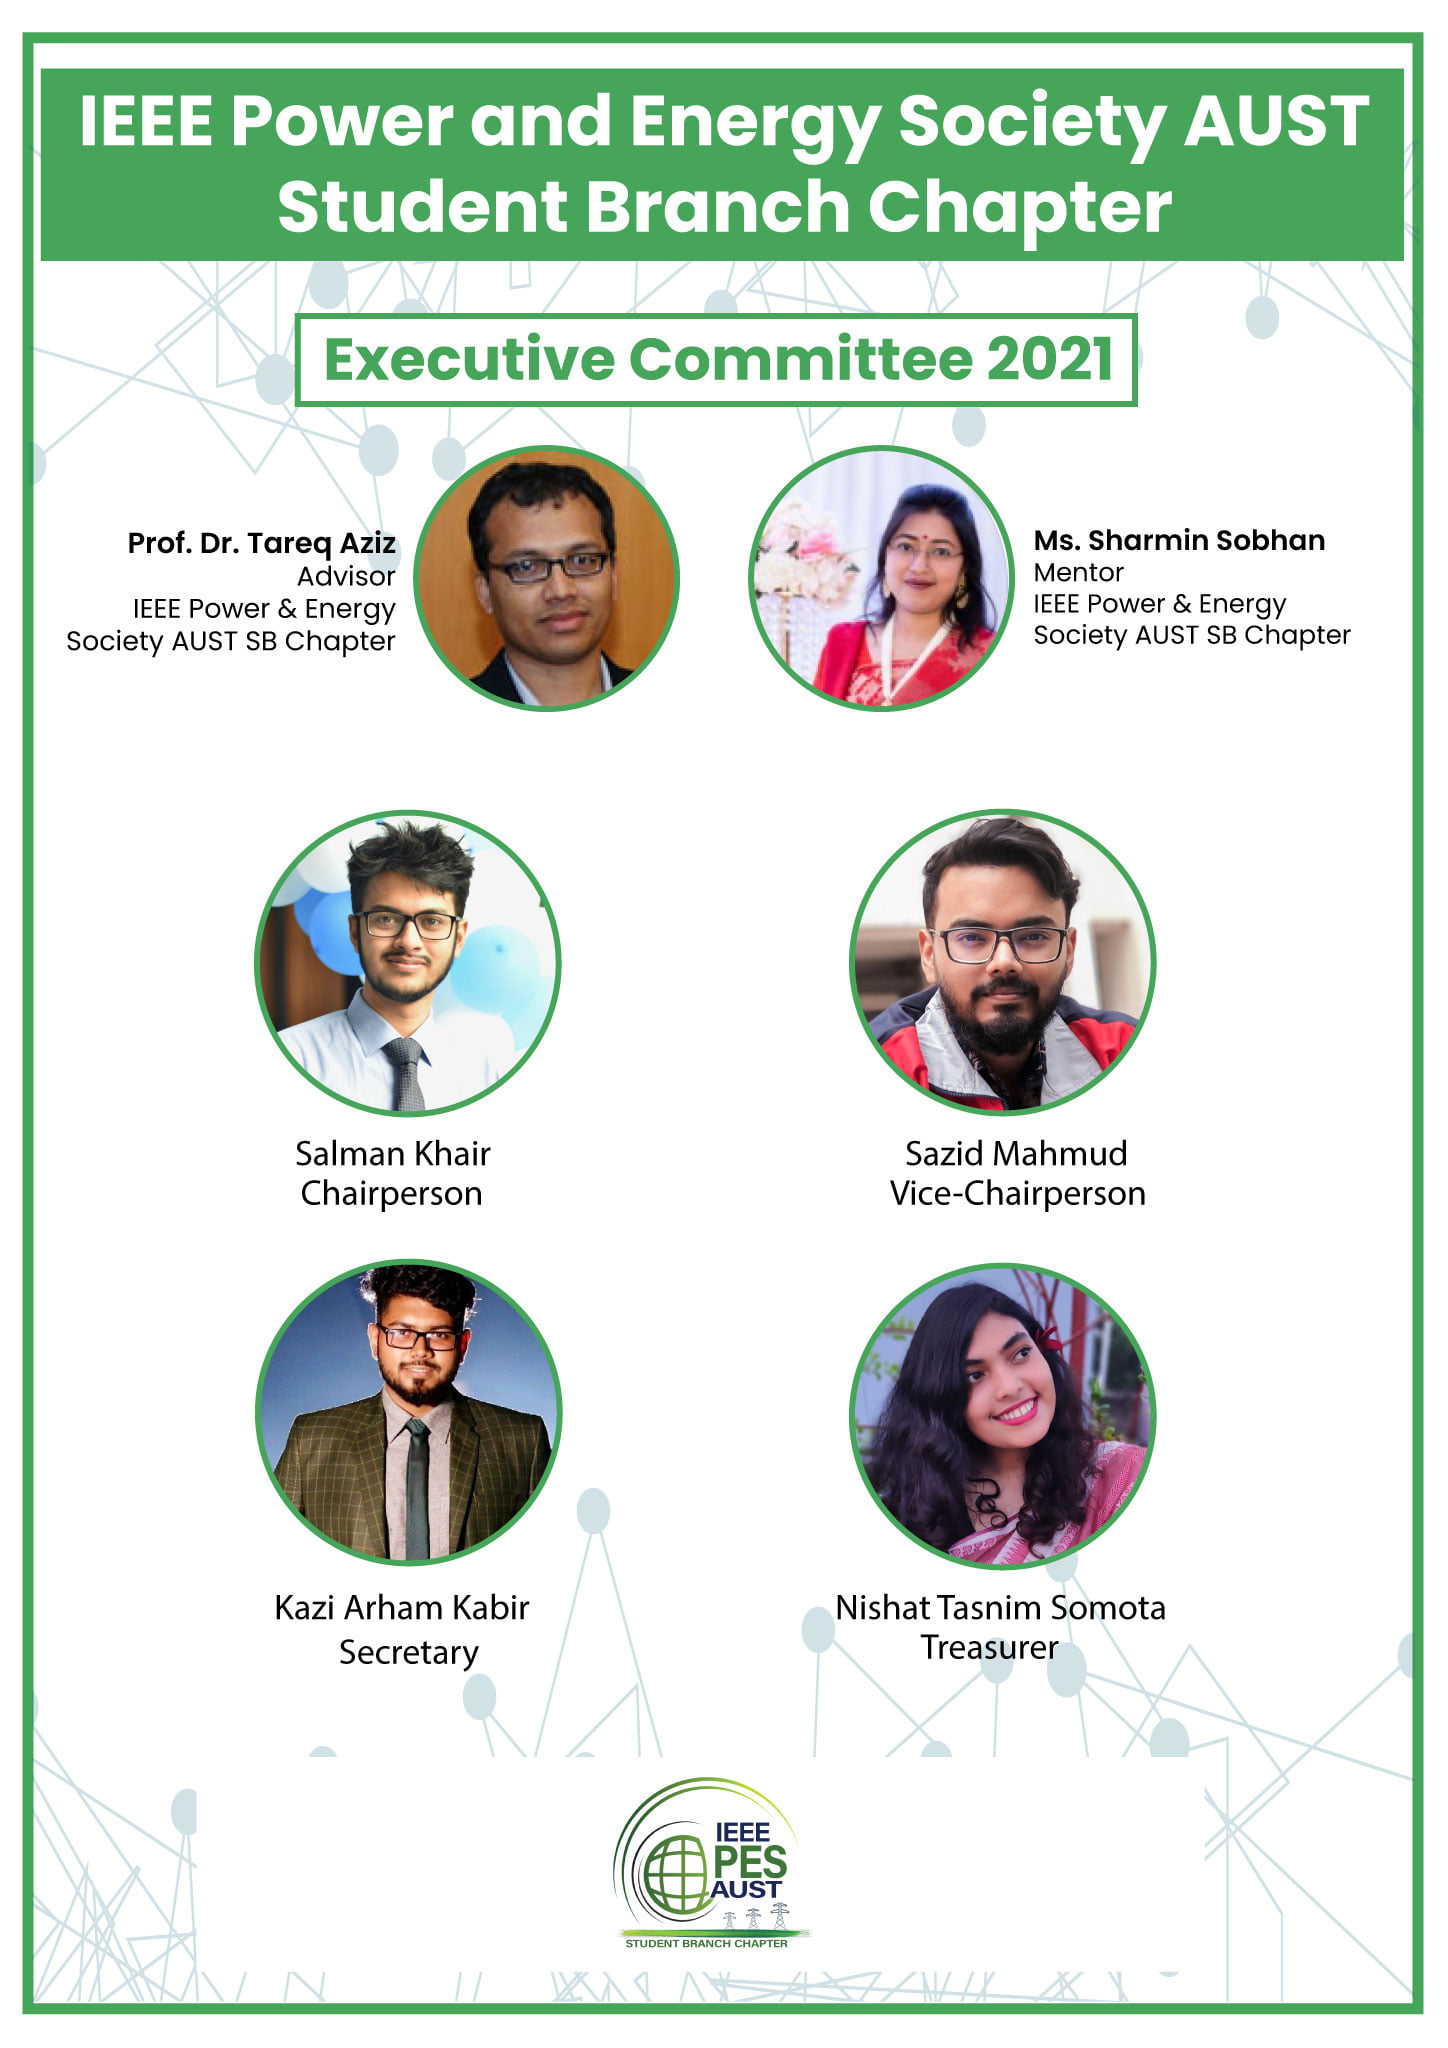 IEEE Power and Energy Society AUST
Student Branch Chapter
Executive Committee 2021
Prof. Dr. Tareq Aziz
Advisor
IEEE Power & Energy
Society AUST SB Chapter
Ms. Sharmin Sobhan
Mentor
IEEE Power & Energy
Society AUST SB Chapter
Salman Khair
Chairperson
Sazid Mahmud
Vice-Chairperson
Kazi Arham Kabir
Secretary
Nishat Tasnim Somota
Treasurer
IEEE
PES
AUST
STUDENT BRANCH CHAPTER